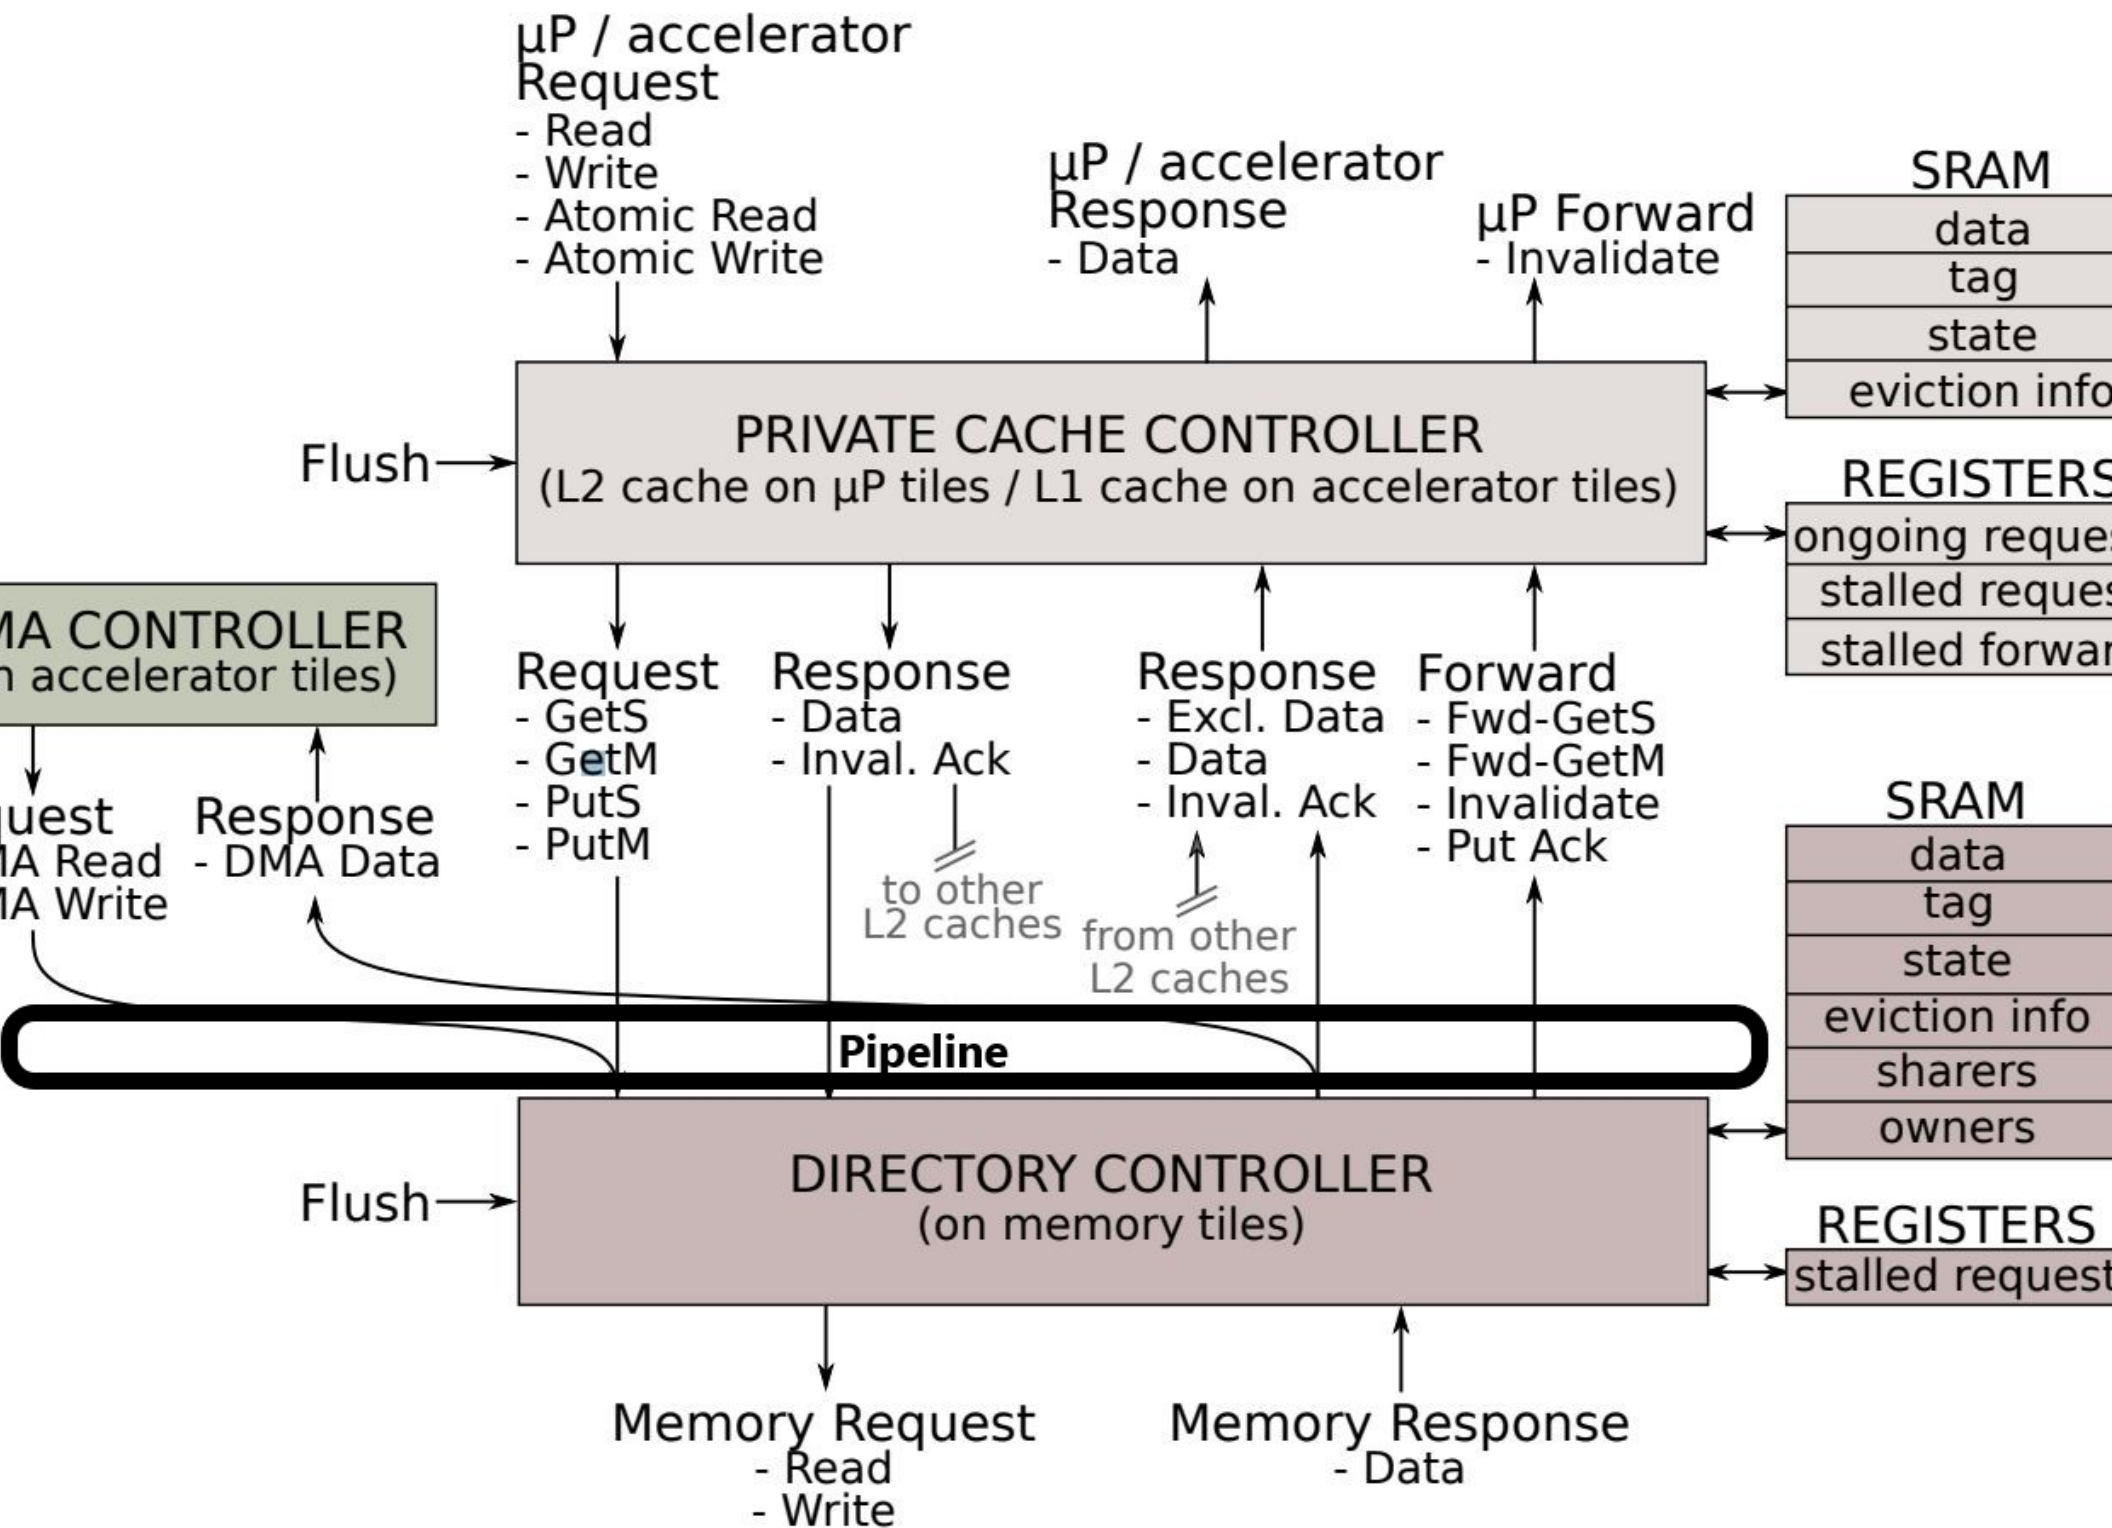 µP / accelerator
Request
- Read
- Write
- Atomic Read
- Atomic Write
µP / accelerator
Response
- Data
µP Forward
- Invalidate
SRAM
data
tag
state
eviction info
Flush
PRIVATE CACHE CONTROLLER
(L2 cache on µP tiles / L1 cache on accelerator tiles)
REGISTERS
ongoing reques
stalled reques
stalled forwar
MA CONTROLLER
n accelerator tiles)
quest
MA Read
MA Write
Response
- DMA Data
Request
- GetS
- GetM
- PutS
- PutM
Response
- Data
- Inval. Ack
to other
L2 caches
Response
- Excl. Data
- Data
- Inval. Ack
from other
L2 caches
Forward
- Fwd-GetS
- Fwd-GetM
- Invalidate
- Put Ack
SRAM
data
tag
state
eviction info
sharers
owners
Pipeline
Flush
DIRECTORY CONTROLLER
(on memory tiles)
REGISTERS
stalled request
Memory Request
- Read
- Write
Memory Response
- Data